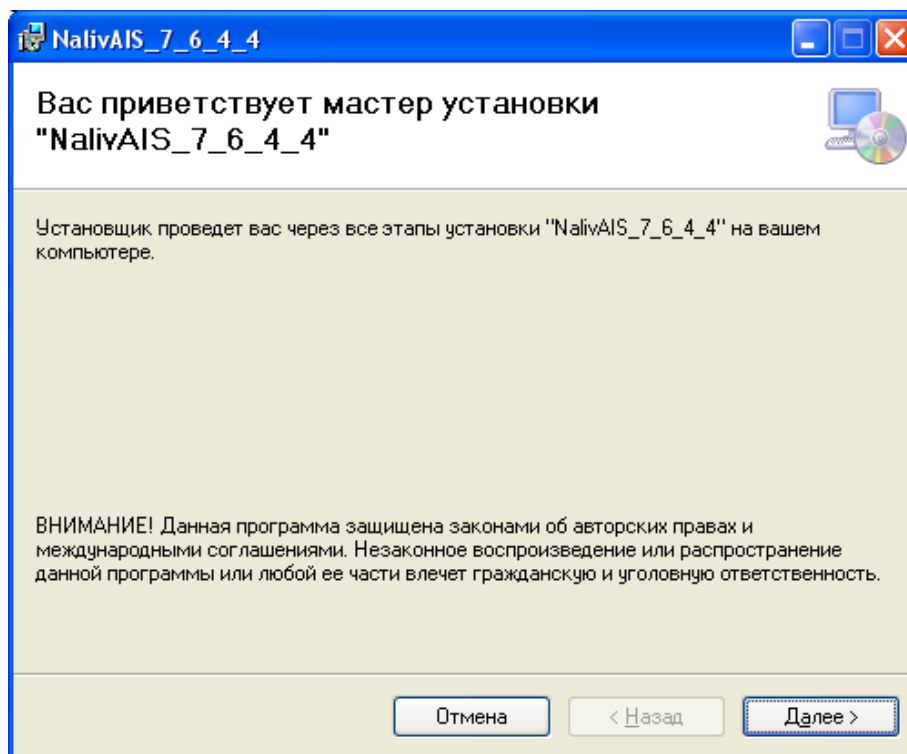 NalivAIS_7_6_4_4
Вас приветствует мастер установки
"NalivAIS_7_6_4_4"
Установщик проведет вас через все этапы установки "NalivAIS_7_6_4_4" на вашем
компьютере.
ВНИМАНИЕ! Данная программа защищена законами об авторских правах и
международными соглашениями. Незаконное воспроизведение или распространение
данной программы или любой ее части влечет гражданскую и уголовную ответственность.
Отмена
< Назад
Далее >